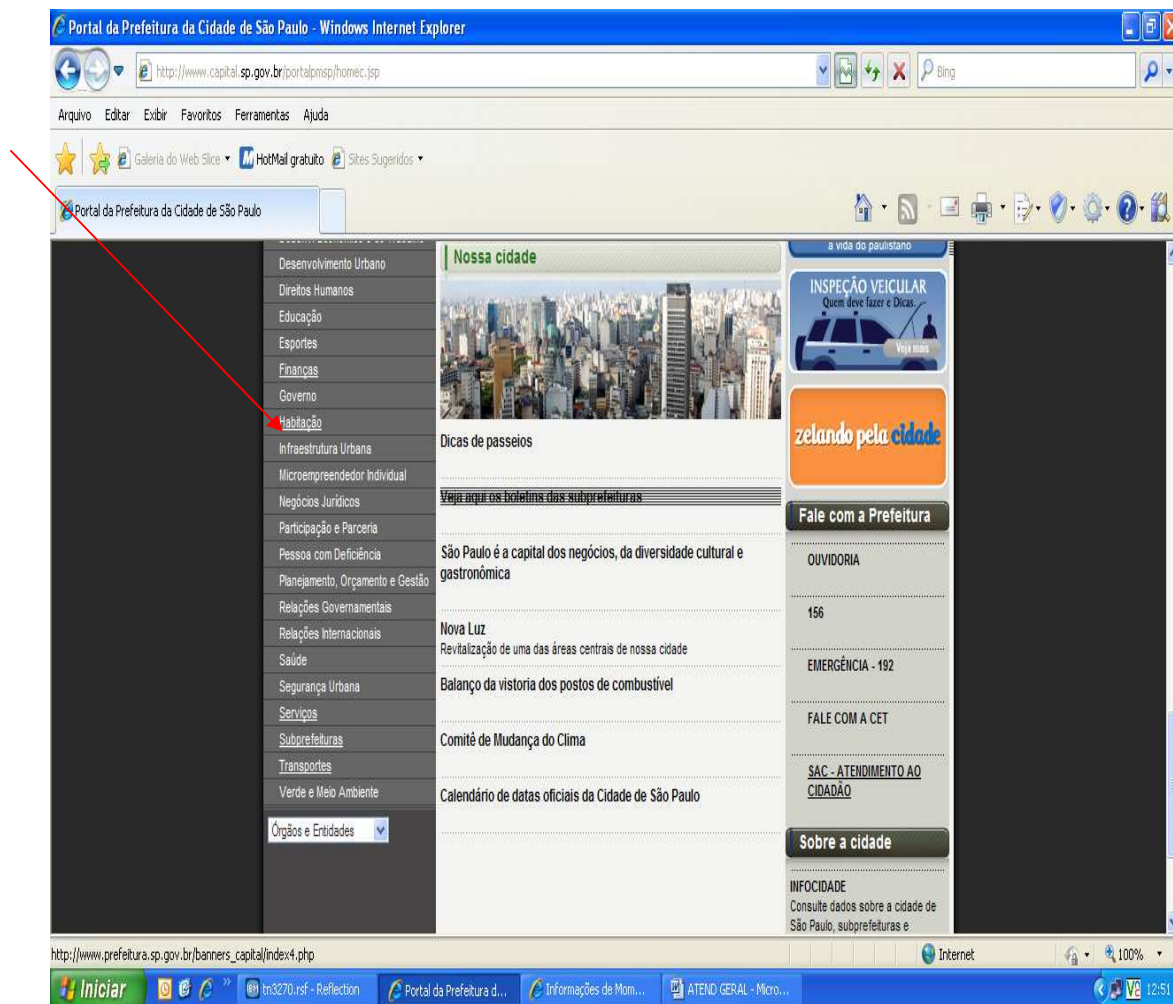 Portal da Prefeitura da Cidade de São Paulo - Windows Internet Explorer
http://www.capital.sp.gov.br/portalpmsp/homec.jsp
Bing
Arquivo Editar Exibir Favoritos Ferramentas Ajuda
Galeria do Web Slice HotMail gratuito Sites Sugeridos
Portal da Prefeitura da Cidade de São Paulo
Desenvolvimento Urbano
Direitos Humanos
Educação
Esportes
Finanças
Governo
Habitação
Infraestrutura Urbana
Microempreendedor Individual
Negócios Jurídicos
Participação e Parceria
Pessoa com Deficiência
Planejamento, Orçamento e Gestão
Relações Governamentais
Relações Internacionais
Saúde
Segurança Urbana
Serviços
Subprefeituras
Transportes
Verde e Meio Ambiente
Órgãos e Entidades
Nossa cidade
Dicas de passeios
Veja aqui os boletins das subprefeituras
São Paulo é a capital dos negócios, da diversidade cultural e
gastronômica
Nova Luz
Revitalização de uma das áreas centrais de nossa cidade
Balanço da vistoria dos postos de combustível
Comitê de Mudança do Clima
Calendário de datas oficiais da Cidade de São Paulo
a vida do paulistano
INSPEÇÃO VEICULAR
Quem deve fazer e Dicas.
Veja mais
zelando pela cidade
Fale com a Prefeitura
OUVIDORIA
156
EMERGÊNCIA - 192
FALE COM A CET
SAC - ATENDIMENTO AO
CIDADÃO
Sobre a cidade
INFOCIDADE
Consulte dados sobre a cidade de
São Paulo, subprefeituras e
http://www.prefeitura.sp.gov.br/banners_capital/index4.php
Internet
100%
Iniciar
tn3270.rsf - Reflection
Portal da Prefeitura d...
Informações de Mom...
ATEND GERAL - Micro...
12:51